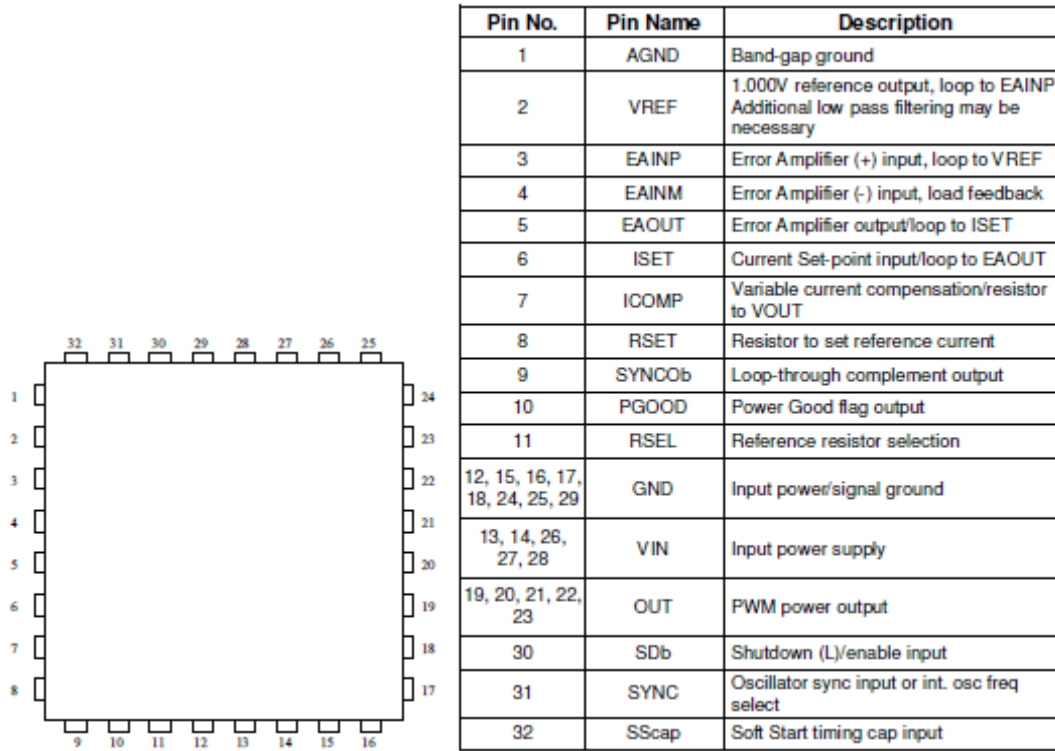 Pin No. Pin Name Description
1 AGND Band-gap ground
2 VREF 1.000V reference output, loop to EAINP
Additional low pass filtering may be
necessary
3 EAINP Error Amplifier (+) input, loop to VREF
4 EAINM Error Amplifier (-) input, load feedback
5 EAOUT Error Amplifier output/loop to ISET
6 ISET Current Set-point input/loop to EAOUT
7 ICOMP Variable current compensation/resistor
to VOUT
8 RSET Resistor to set reference current
9 SYNCOb Loop-through complement output
10 PGOOD Power Good flag output
11 RSEL Reference resistor selection
12, 15, 16, 17,
18, 24, 25, 29 GND Input power/signal ground
13, 14, 26,
27, 28 VIN Input power supply
19, 20, 21, 22,
23 OUT PWM power output
30 SDb Shutdown (L)/enable input
31 SYNC Oscillator sync input or int. osc freq
select
32 SScap Soft Start timing cap input
32 31 30 29 28 27 26 25
1 24
2 23
3 22
4 21
5 20
6 19
7 18
8 17
9 10 11 12 13 14 15 16